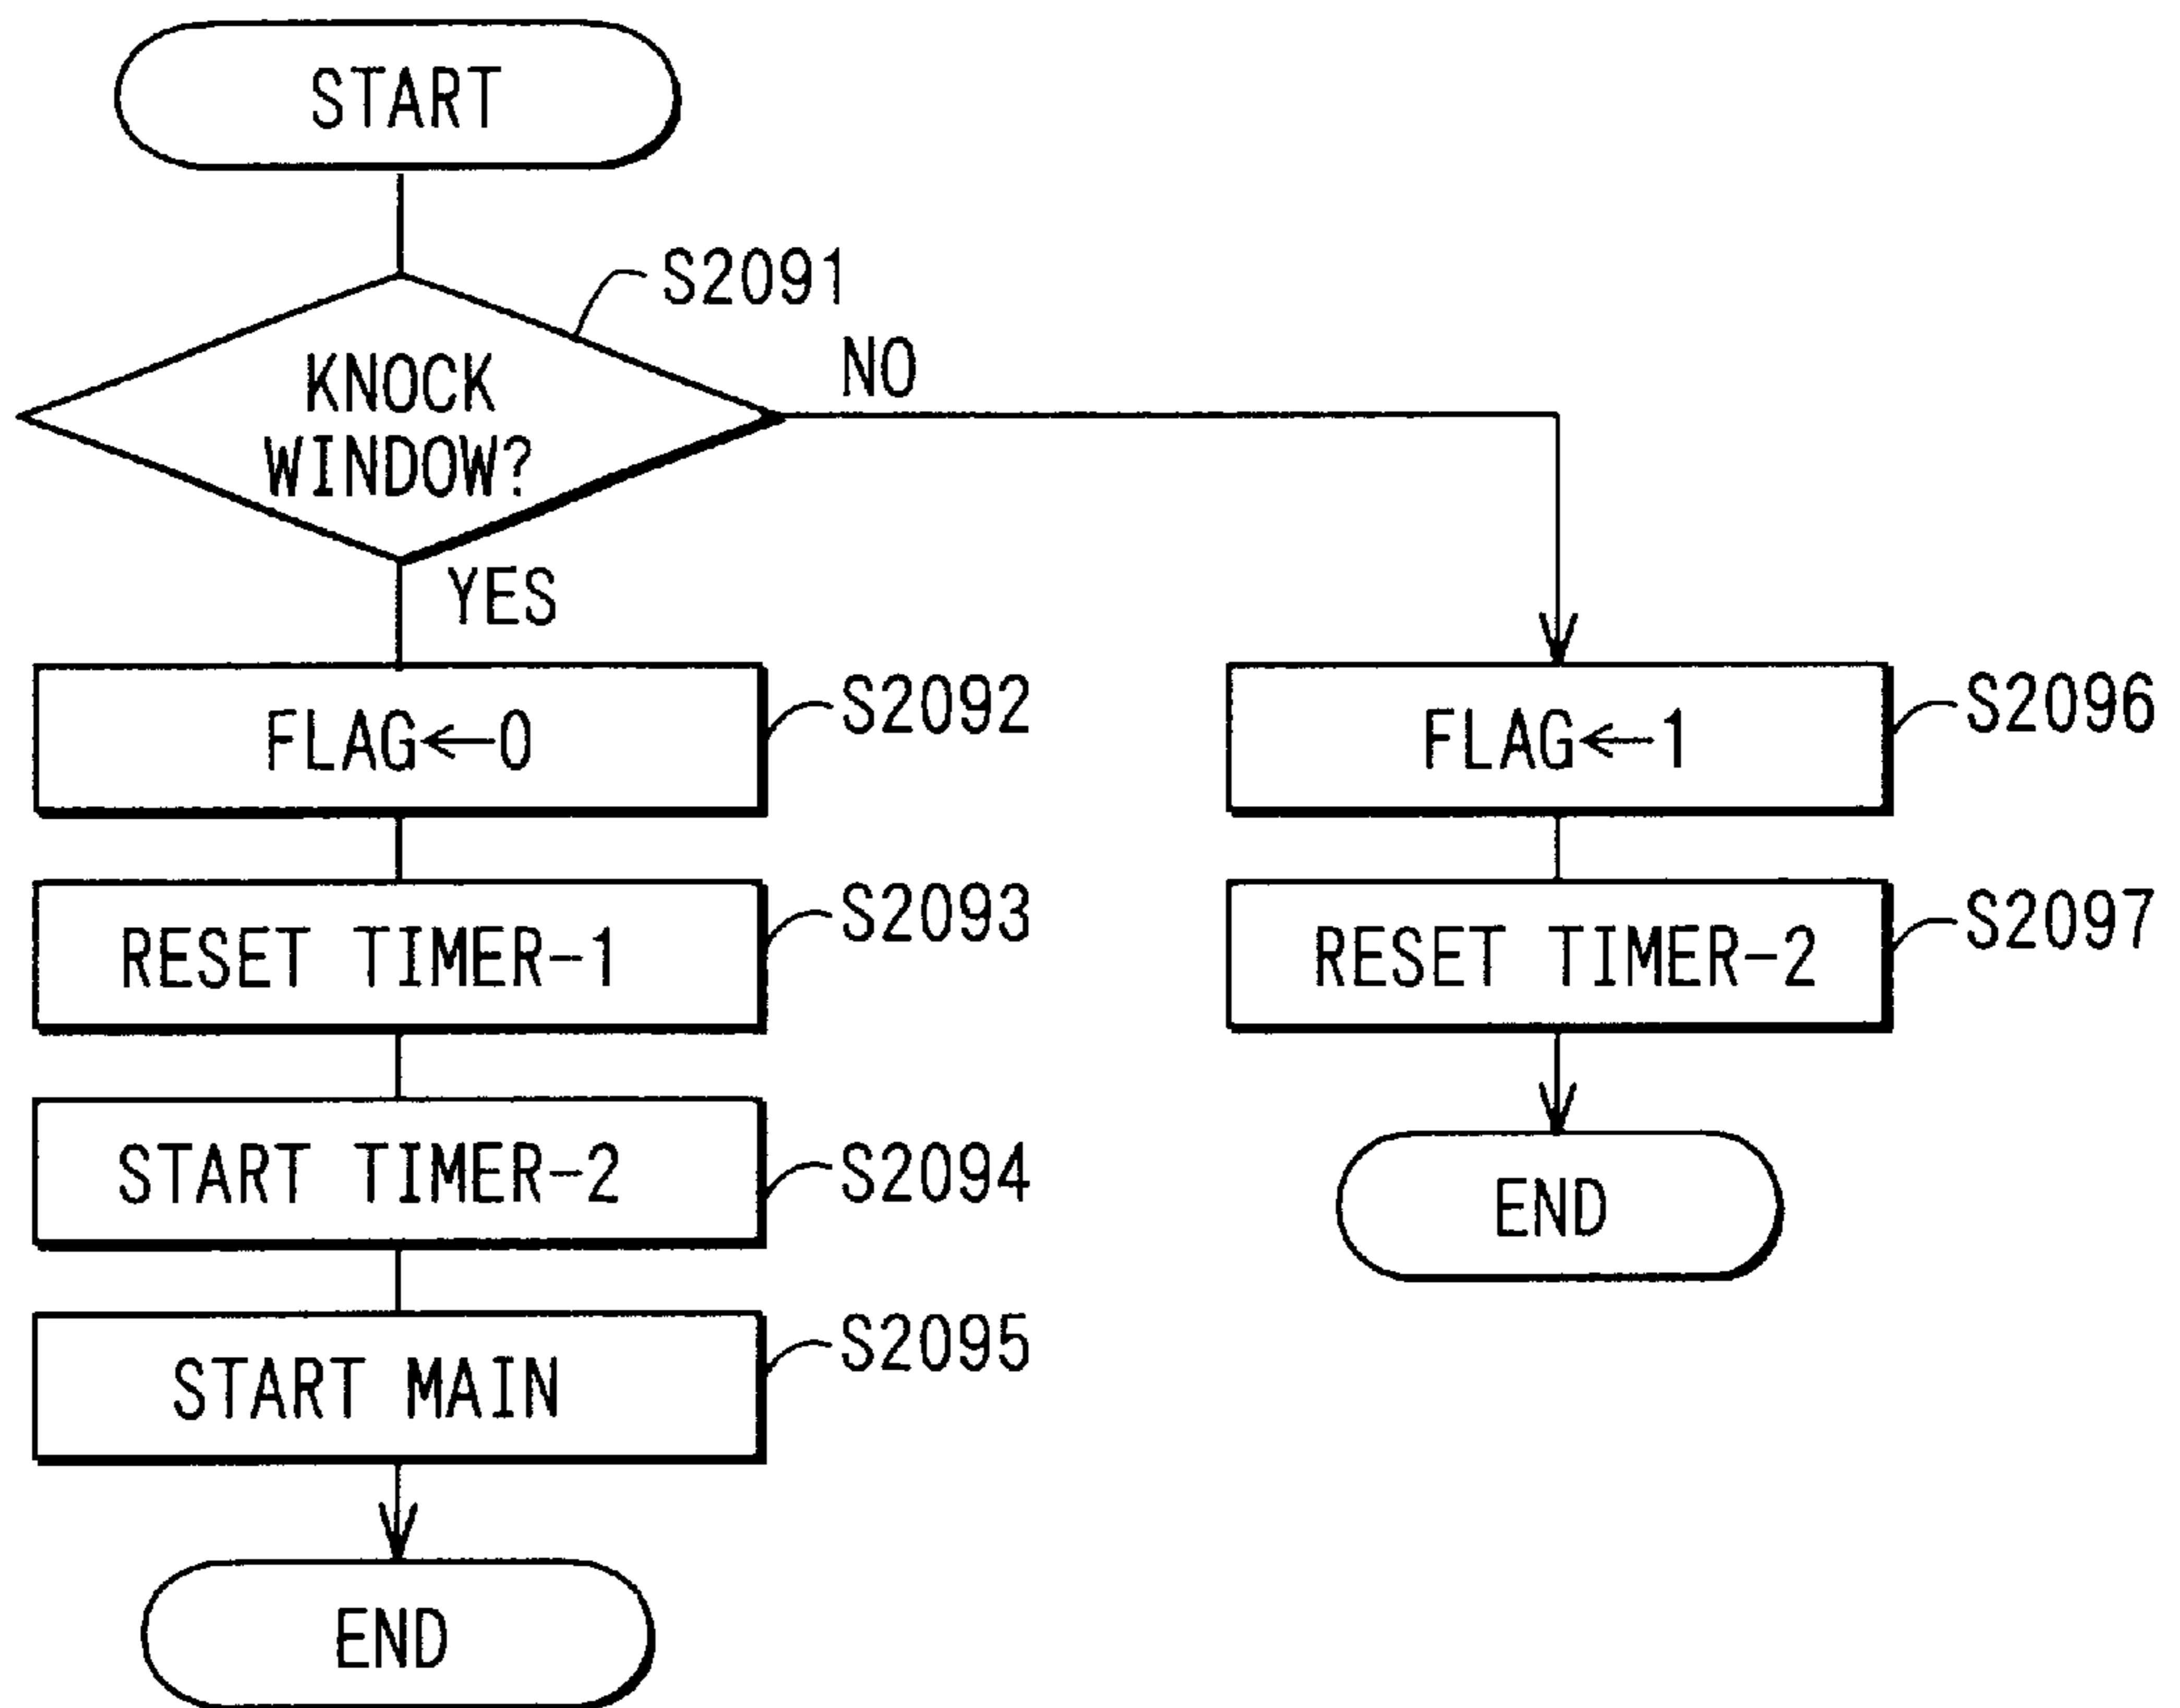 START
S2091
KNOCK
WINDOW?
NO
YES
FLAG←0
S2092
RESET TIMER-1
S2093
START TIMER-2
S2094
START MAIN
S2095
END
FLAG←1
S2096
RESET TIMER-2
S2097
END